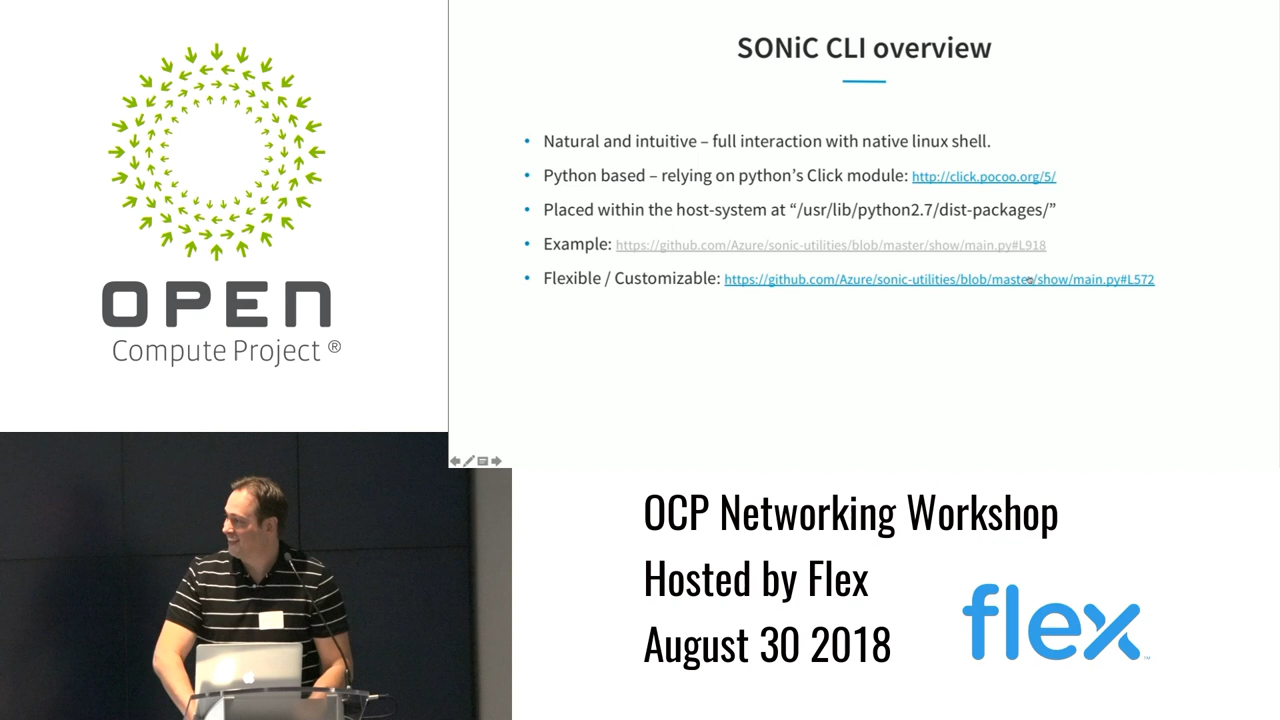 OPEN
Compute Project ®
SONiC CLI overview
• Natural and intuitive – full interaction with native linux shell.
• Python based – relying on python's Click module: http://click.pocoo.org/5/
• Placed within the host-system at “/usr/lib/python2.7/dist-packages/”
• Example: https://github.com/Azure/sonic-utilities/blob/master/show/main.py#L918
• Flexible / Customizable: https://github.com/Azure/sonic-utilities/blob/master/show/main.py#L572
OCP Networking Workshop
Hosted by Flex
August 30 2018
flex ™